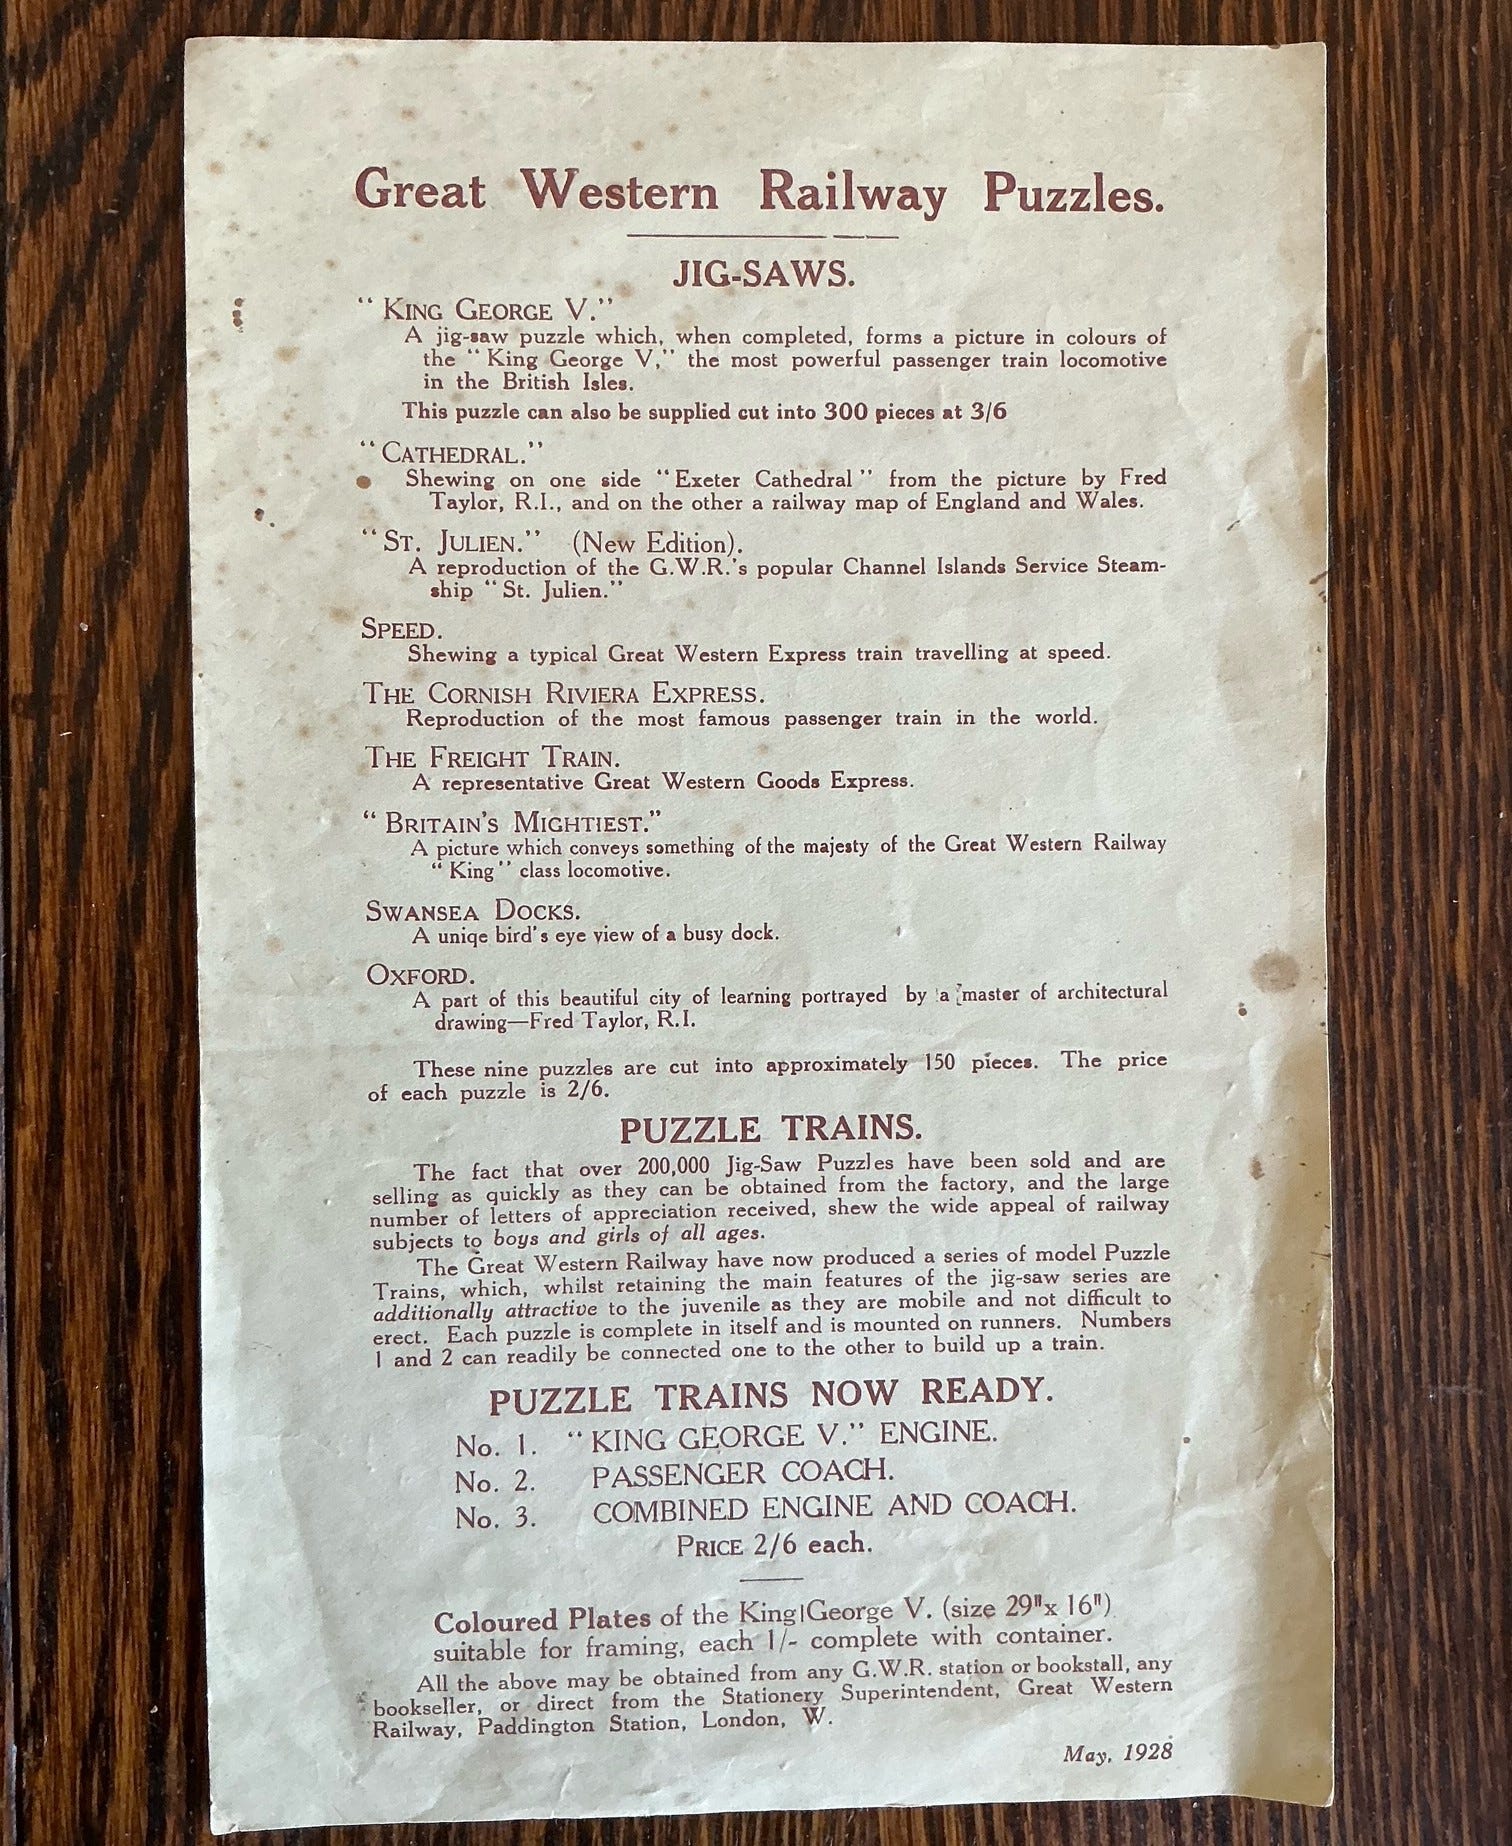 Great Western Railway Puzzles.
JIG-SAWS.
“ KING GEORGE V.”
A jig-saw puzzle which, when completed, forms a picture in colours of
the “ King George V,” the most powerful passenger train locomotive
in the British Isles.
This puzzle can also be supplied cut into 300 pieces at 3/6
“ CATHEDRAL.”
Shewing on one side “ Exeter Cathedral ” from the picture by Fred
Taylor, R.I., and on the other a railway map of England and Wales.
“ ST. JULIEN.” (New Edition).
A reproduction of the G.W.R.'s popular Channel Islands Service Steam-
ship “ St. Julien.”
SPEED.
Shewing a typical Great Western Express train travelling at speed.
THE CORNISH RIVIERA EXPRESS.
Reproduction of the most famous passenger train in the world.
THE FREIGHT TRAIN.
A representative Great Western Goods Express.
“ BRITAIN'S MIGHTIEST.”
A picture which conveys something of the majesty of the Great Western Railway
“ King ” class locomotive.
SWANSEA DOCKS.
A uniqe bird's eye view of a busy dock.
OXFORD.
A part of this beautiful city of learning portrayed by a master of architectural
drawing—Fred Taylor, R.I.
These nine puzzles are cut into approximately 150 pieces. The price
of each puzzle is 2/6.
PUZZLE TRAINS.
The fact that over 200,000 Jig-Saw Puzzles have been sold and are
selling as quickly as they can be obtained from the factory, and the large
number of letters of appreciation received, shew the wide appeal of railway
subjects to boys and girls of all ages.
The Great Western Railway have now produced a series of model Puzzle
Trains, which, whilst retaining the main features of the jig-saw series are
additionally attractive to the juvenile as they are mobile and not difficult to
erect. Each puzzle is complete in itself and is mounted on runners. Numbers
1 and 2 can readily be connected one to the other to build up a train.
PUZZLE TRAINS NOW READY.
No. 1. “ KING GEORGE V.” ENGINE.
No. 2. PASSENGER COACH.
No. 3. COMBINED ENGINE AND COACH.
PRICE 2/6 each.
Coloured Plates of the King George V. (size 29"x 16")
suitable for framing, each 1/- complete with container.
All the above may be obtained from any G.W.R. station or bookstall, any
bookseller, or direct from the Stationery Superintendent, Great Western
Railway, Paddington Station, London, W.
May, 1928